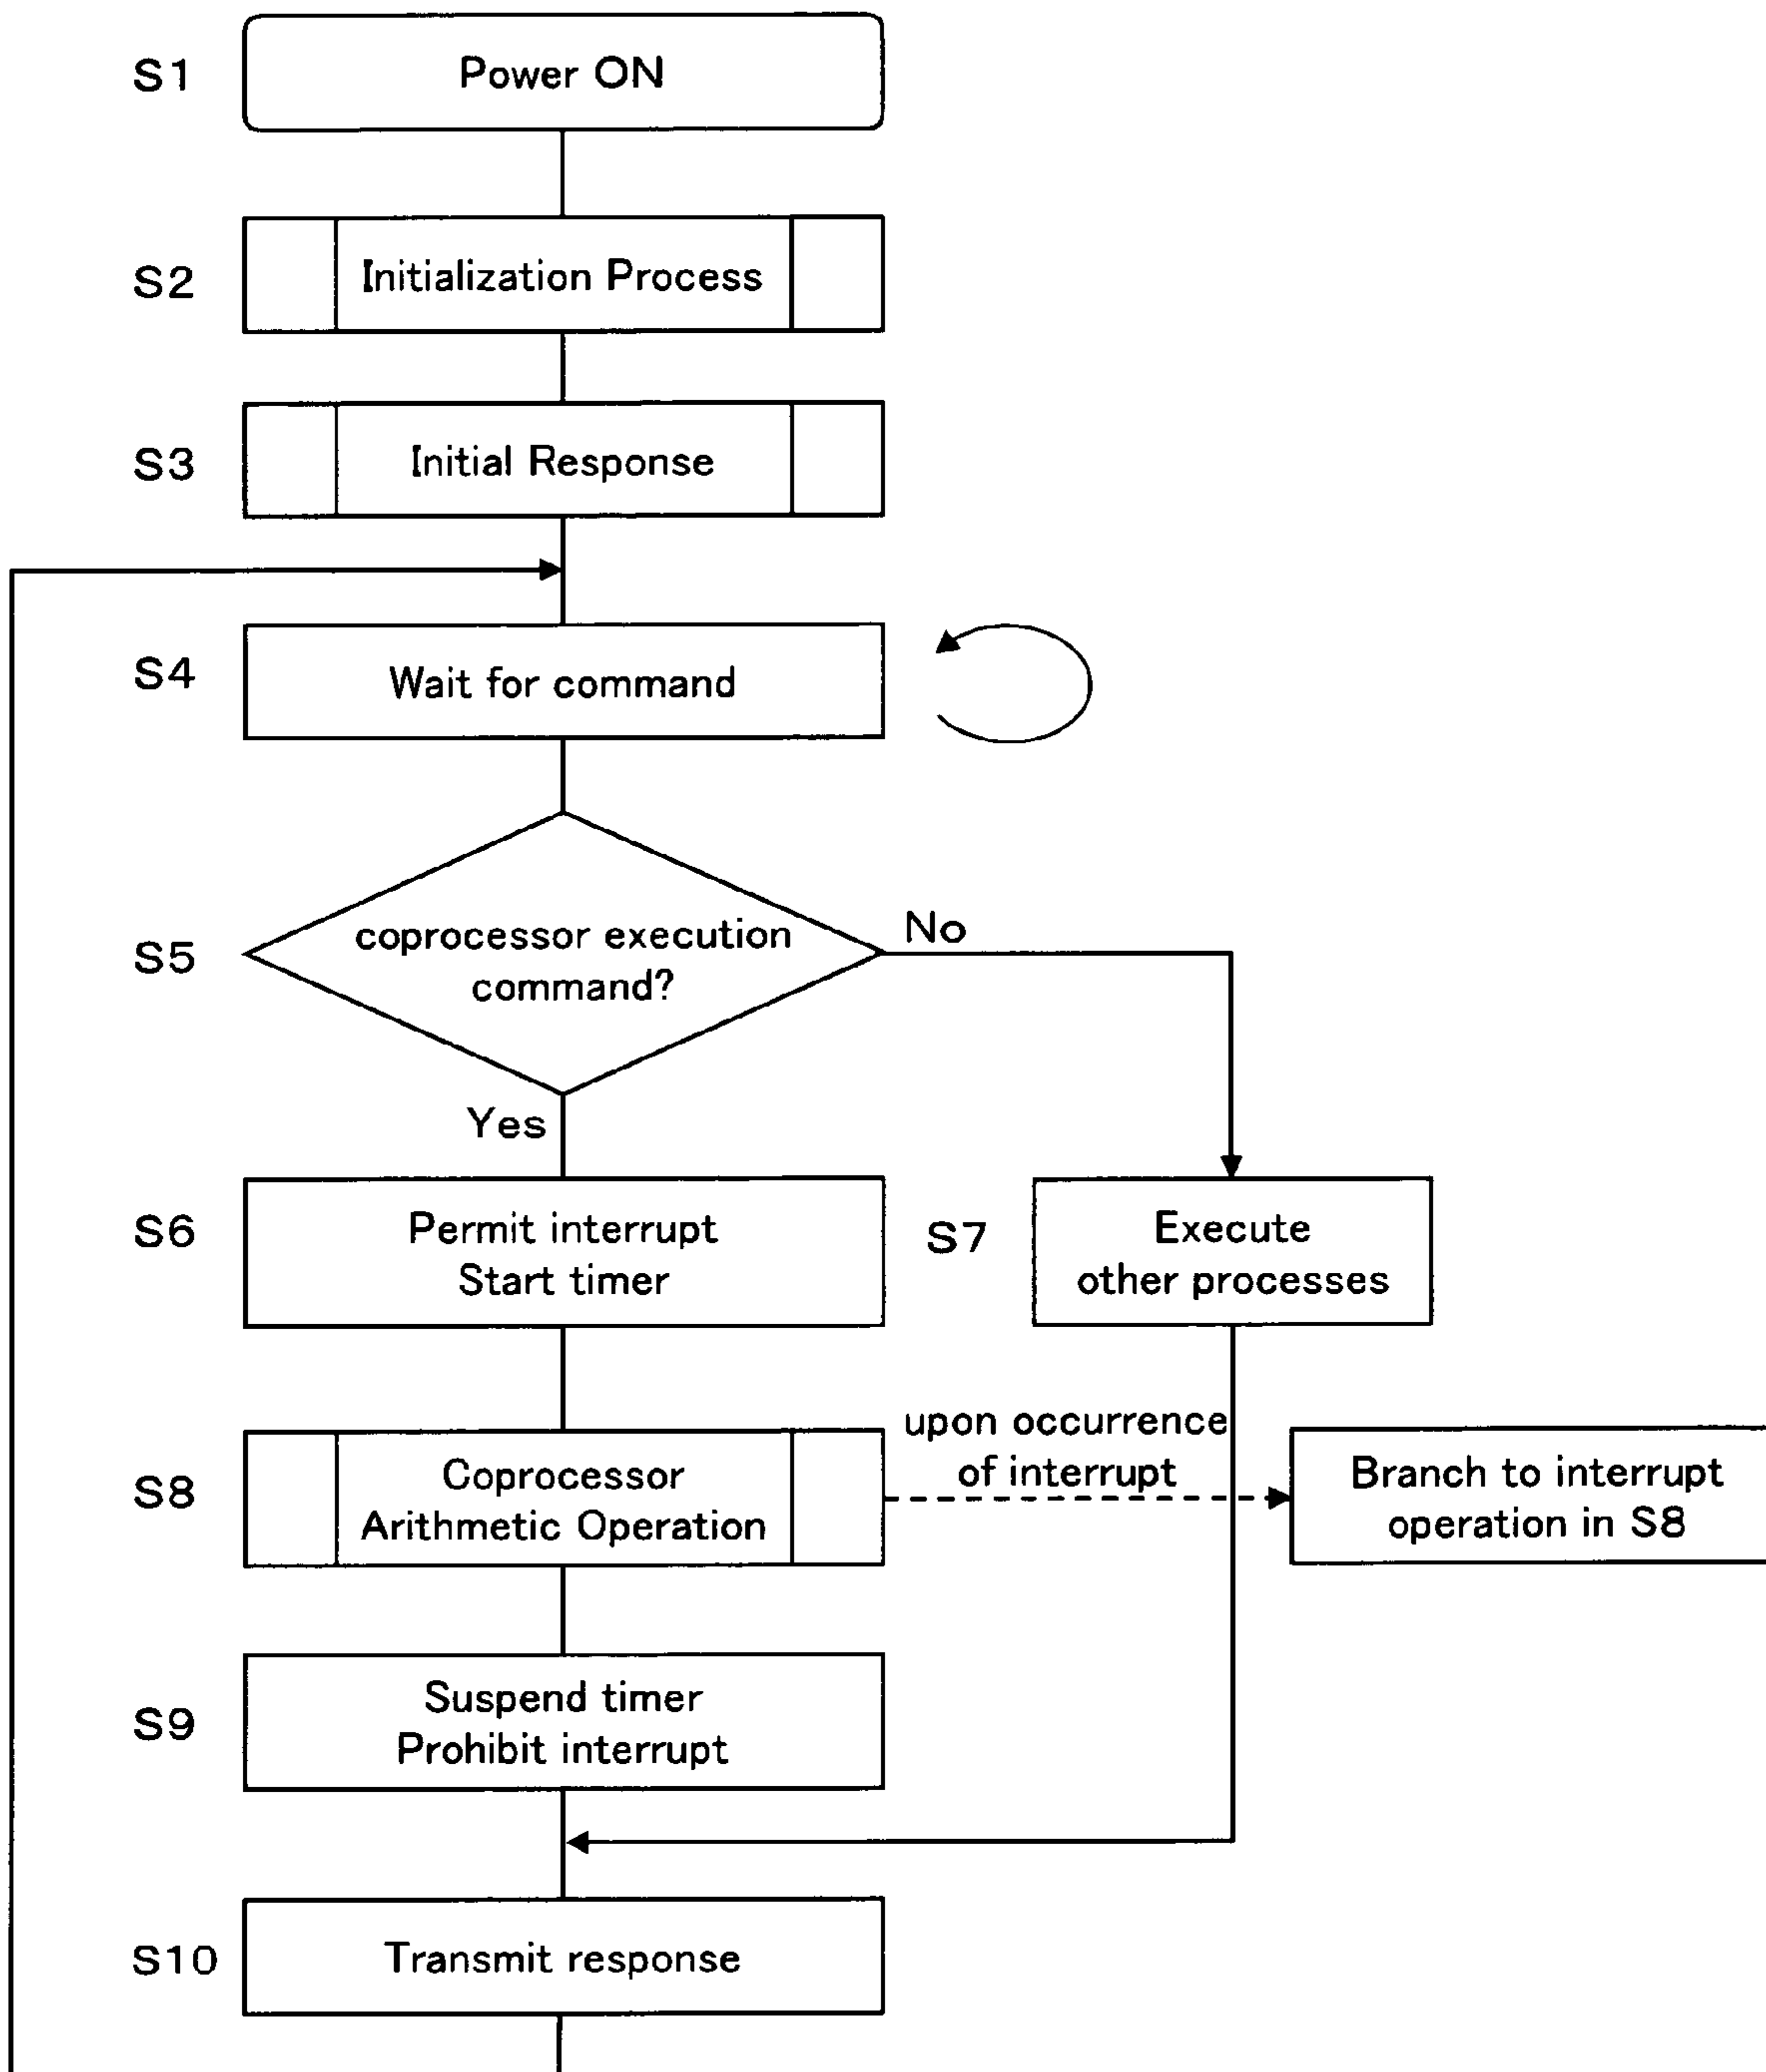 S1
Power ON
S2
Initialization Process
S3
Initial Response
S4
Wait for command
S5
coprocessor execution
command?
No
Yes
S6
Permit interrupt
Start timer
S7
Execute
other processes
S8
Coprocessor
Arithmetic Operation
upon occurrence
of interrupt
Branch to interrupt
operation in S8
S9
Suspend timer
Prohibit interrupt
S10
Transmit response